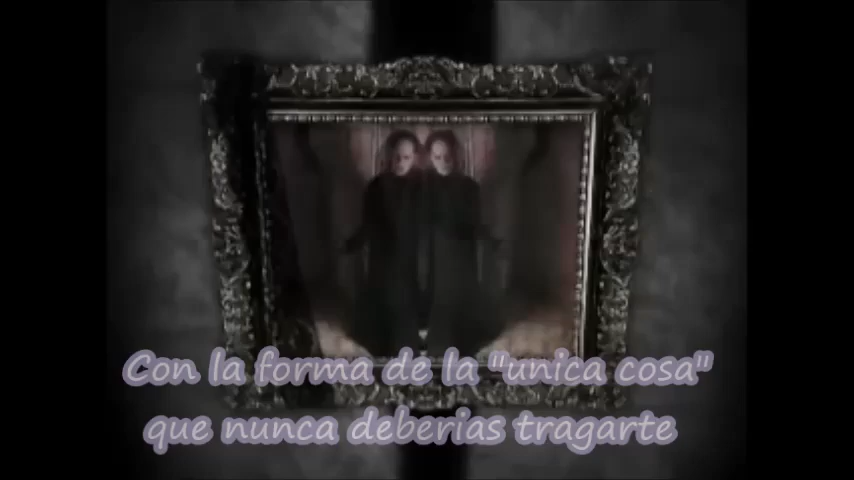 Con la forma de la "unica cosa"
que nunca deberias tragarte